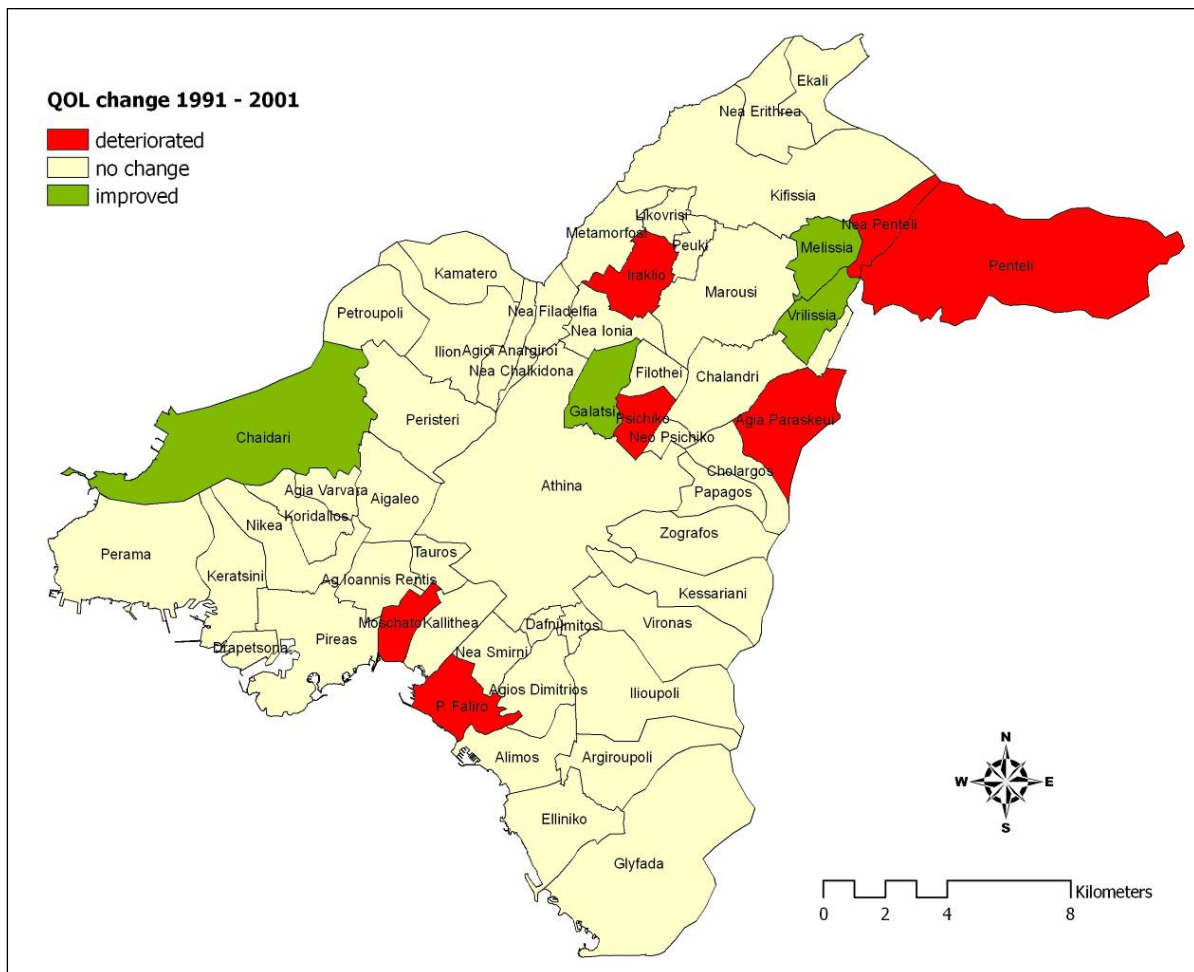 QOL change 1991 - 2001
deteriorated
no change
improved
Ekali
Nea Erithrea
Kifissia
Likovrisi
Metamorfosi
Peuki
Nea Penteli
Melissia
Penteli
Iraklio
Kamatero
Marousi
Petroupoli
Nea Filadelfia
Vrilissia
Nea Ionia
Ilion
Agioi Anargiroi
Nea Chalkidona
Filothei
Chalandri
Galatsi
Psichiko
Agia Paraskeui
Peristeri
Chaidari
Neo Psichiko
Cholargos
Athina
Agia Varvara
Papagos
Aigaleo
Koridallos
Nikea
Zografos
Perama
Tauros
Keratsini
Ag Ioannis Rentis
Kessariani
Moschato
Kallithea
Dafni
Imitos
Vironas
Pireas
Drapetsona
Nea Smirni
Agios Dimitrios
Ilioupoli
P. Faliro
Alimos
Argiroupoli
Elliniko
Glyfada
N
W
E
S
Kilometers
0 2 4 8